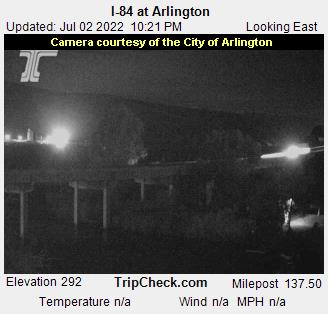 I-84 at Arlington
Updated: Jul 02 2022 10:21 PM Looking East
Camera courtesy of the City of Arlington
Elevation 292 TripCheck.com Milepost 137.50
Temperature n/a Wind n/a MPH n/a